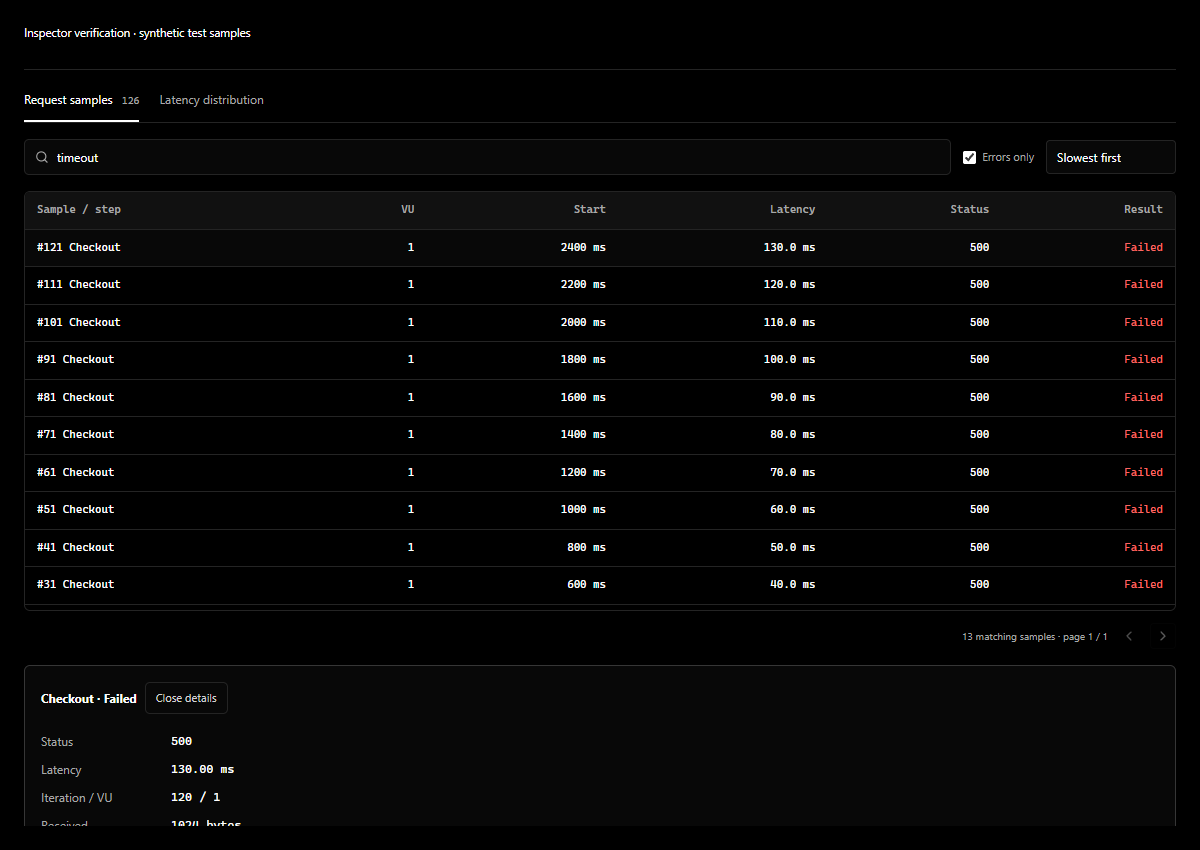 Inspector verification · synthetic test samples
Request samples 126 Latency distribution
timeout Errors only Slowest first
Sample / step VU Start Latency Status Result
#121 Checkout 1 2400 ms 130.0 ms 500 Failed
#111 Checkout 1 2200 ms 120.0 ms 500 Failed
#101 Checkout 1 2000 ms 110.0 ms 500 Failed
#91 Checkout 1 1800 ms 100.0 ms 500 Failed
#81 Checkout 1 1600 ms 90.0 ms 500 Failed
#71 Checkout 1 1400 ms 80.0 ms 500 Failed
#61 Checkout 1 1200 ms 70.0 ms 500 Failed
#51 Checkout 1 1000 ms 60.0 ms 500 Failed
#41 Checkout 1 800 ms 50.0 ms 500 Failed
#31 Checkout 1 600 ms 40.0 ms 500 Failed
13 matching samples · page 1 / 1
Checkout · Failed Close details
Status 500
Latency 130.00 ms
Iteration / VU 120 / 1
Received 1024 bytes